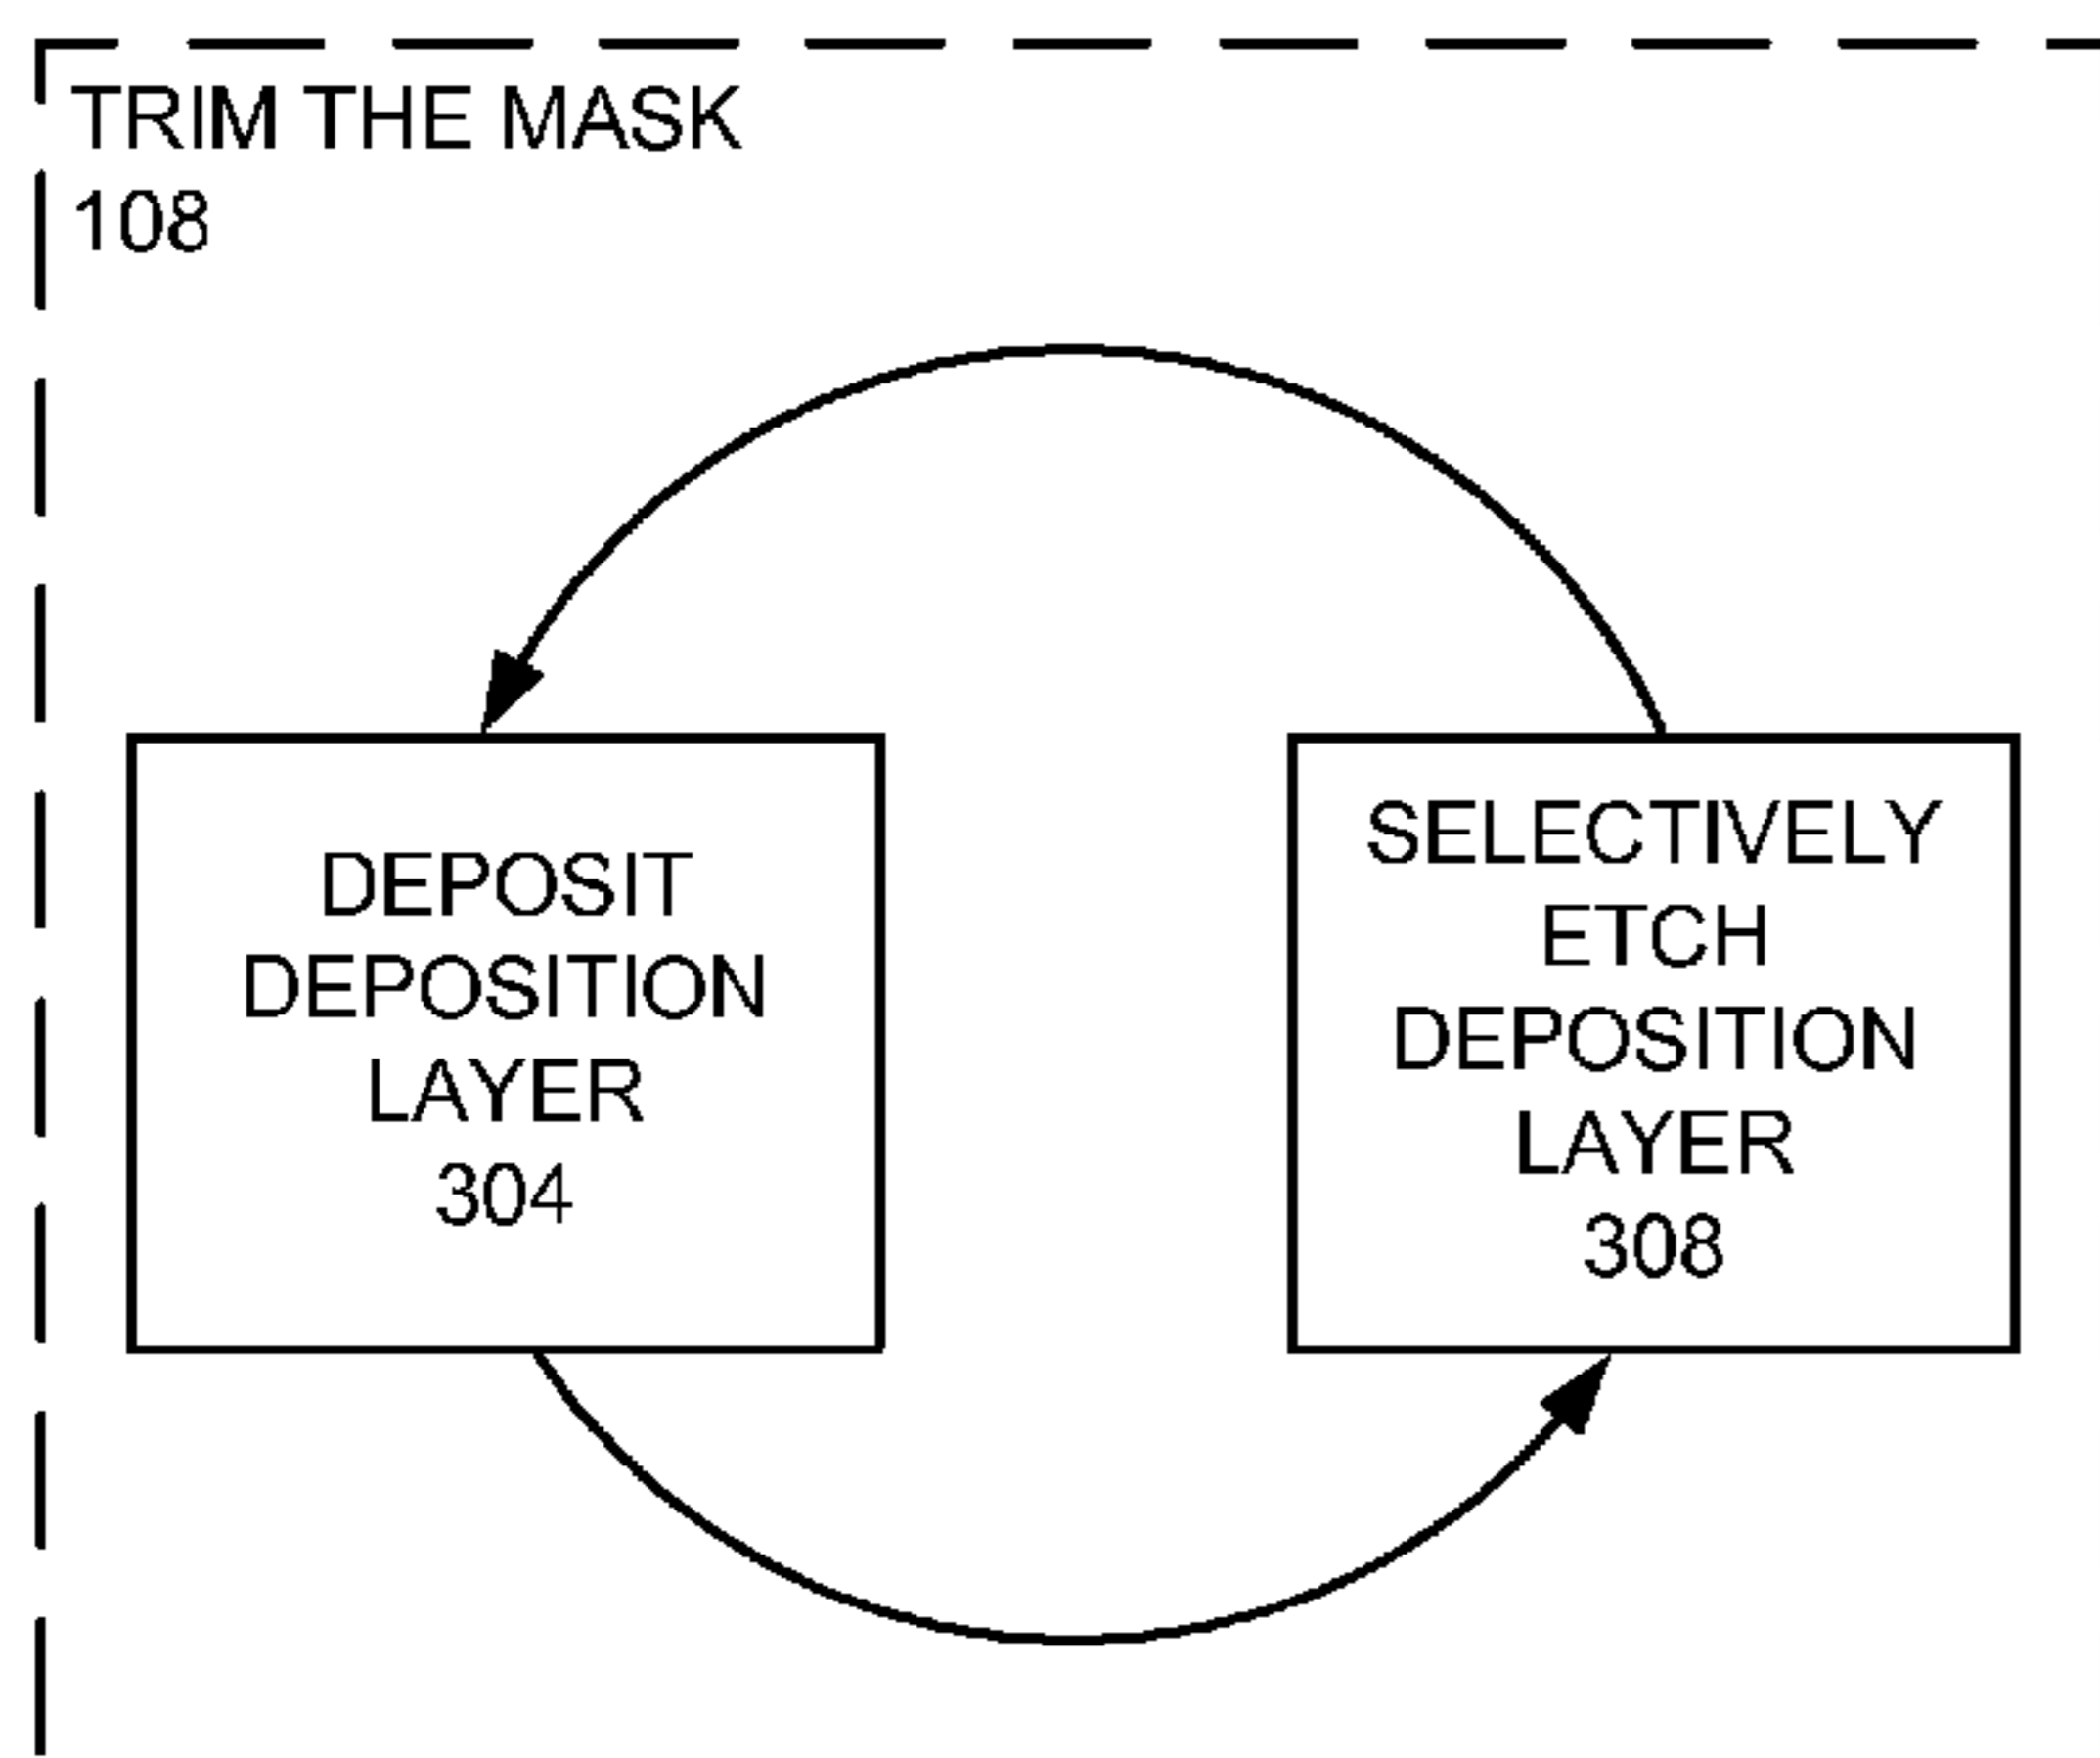 TRIM THE MASK
108
DEPOSIT
DEPOSITION
LAYER
304
SELECTIVELY
ETCH
DEPOSITION
LAYER
308